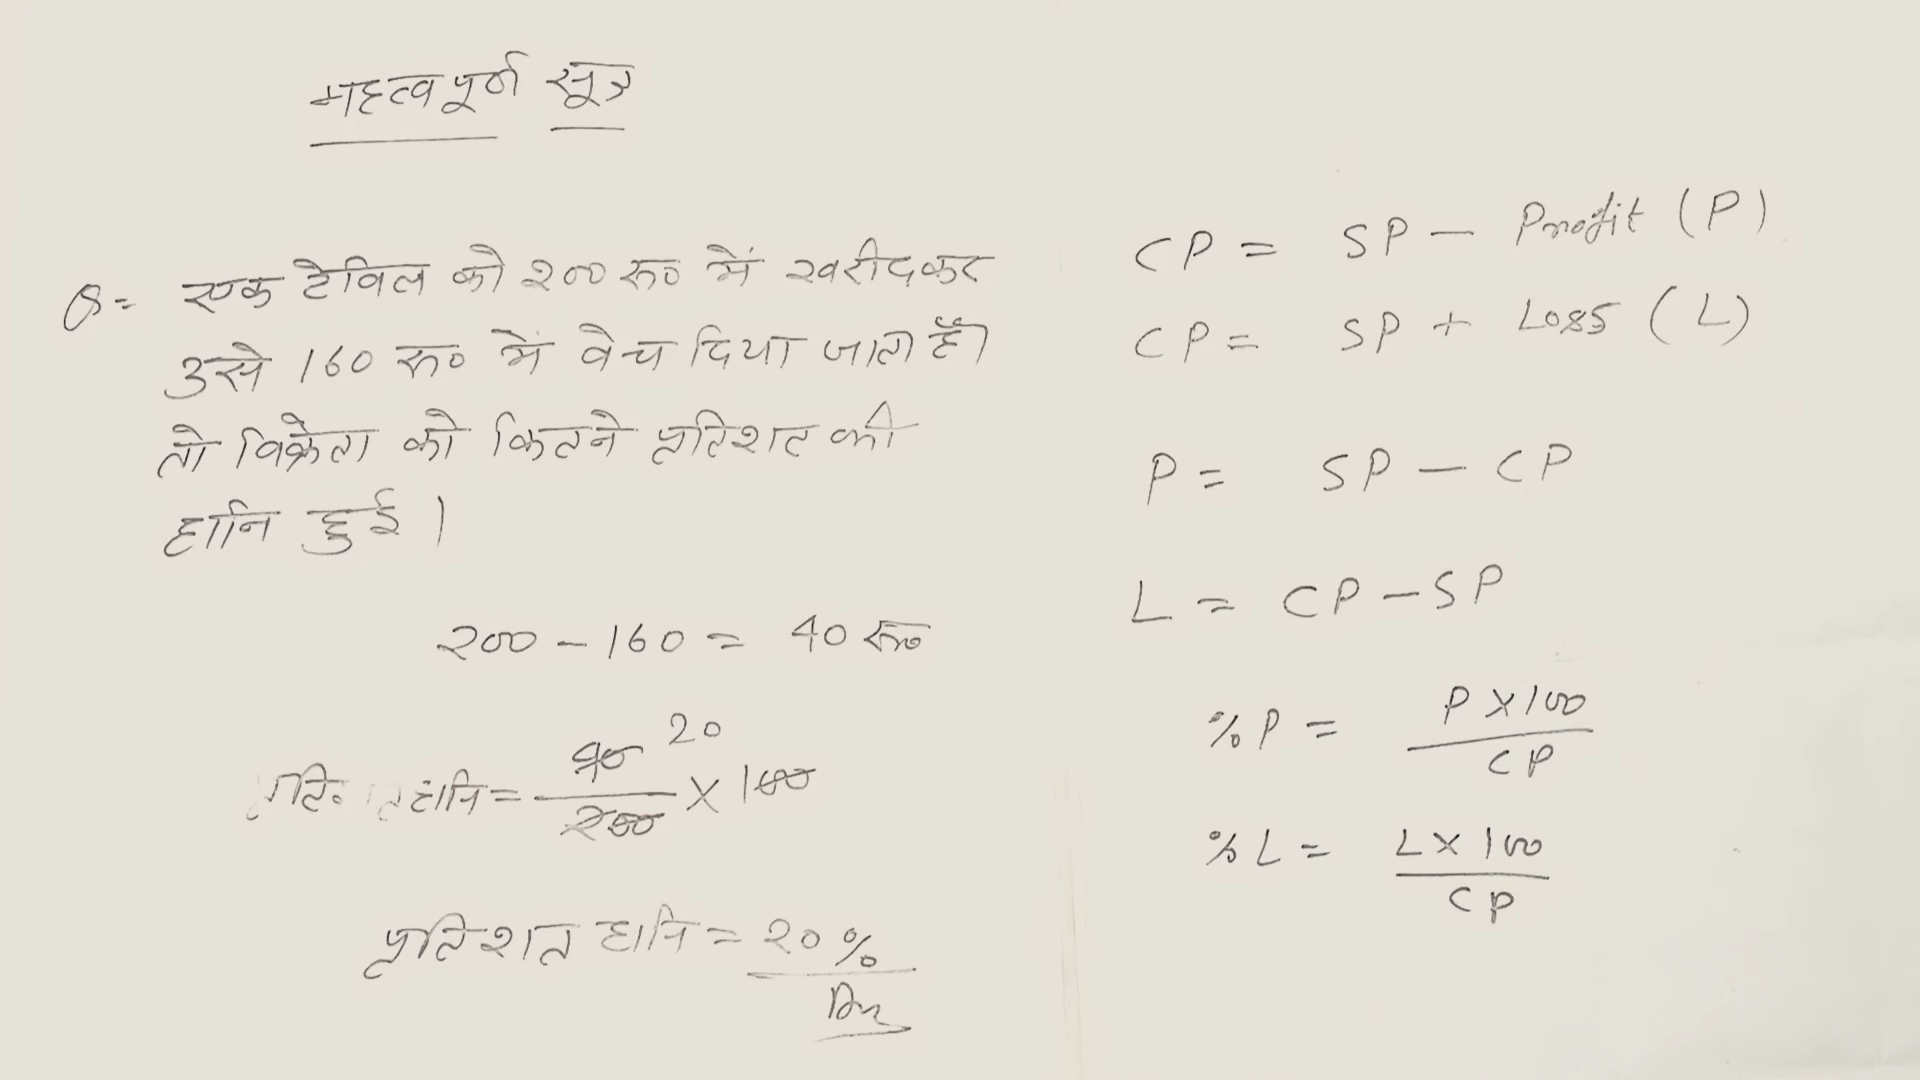 महत्वपूर्ण सूत्र
Q = एक टेविल को 200 रू० में खरीदकर
उसे 160 रू० में वेच दिया जाता है।
तो विक्रेता को कितने प्रतिशत की
हानि हुई।
200 - 160 = 40 रू०
हानि = 40/200 × 100 20
प्रतिशत हानि = 20%
Ans
CP = SP - Profit (P)
CP = SP + Loss (L)
P = SP - CP
L = CP - SP
%P = P×100/CP
%L = L×100/CP